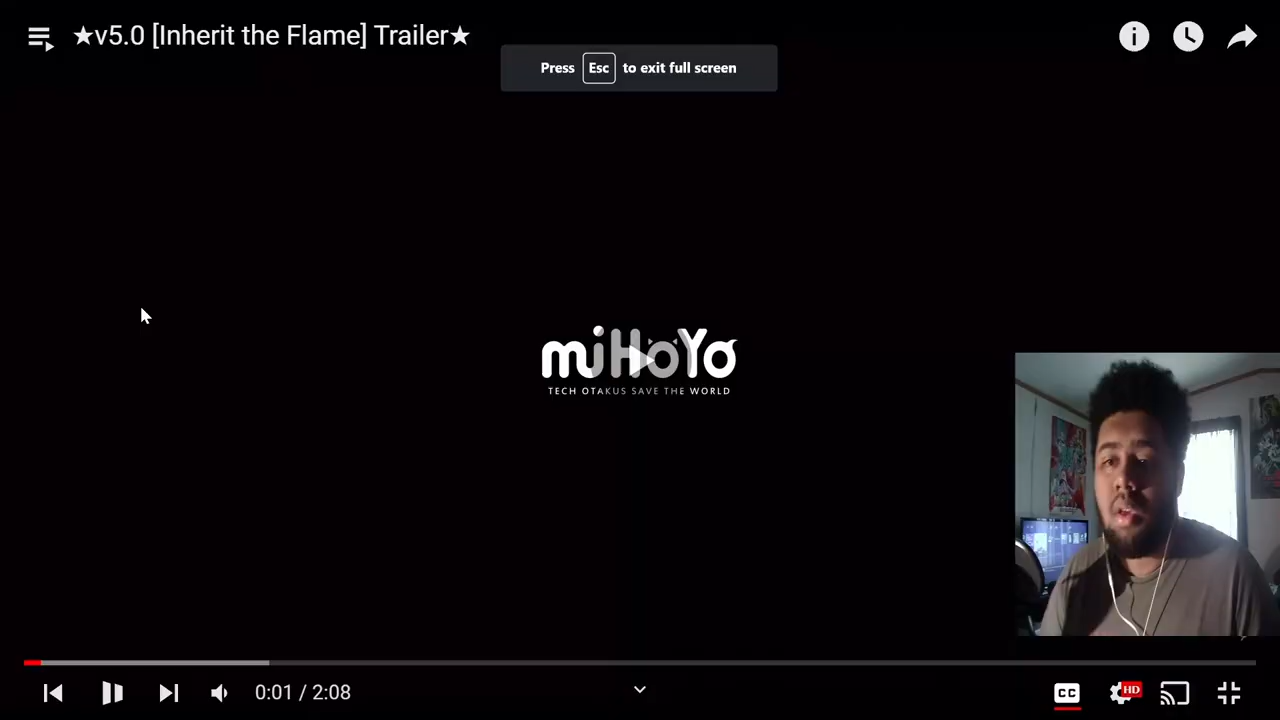 ★v5.0 [Inherit the Flame] Trailer★
Press Esc to exit full screen
miHoYo
TECH OTAKUS SAVE THE WORLD
0:01 / 2:08
CC
HD